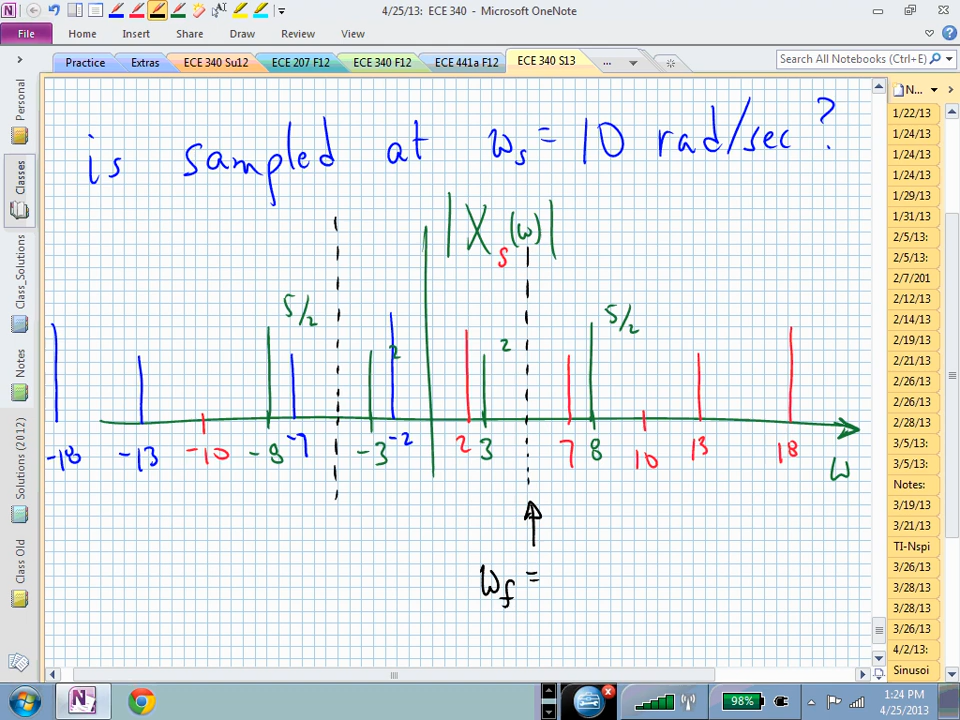 4/25/13: ECE 340 - Microsoft OneNote
File Home Insert Share Draw Review View
Practice Extras ECE 340 Su12 ECE 207 F12 ECE 340 F12 ECE 441a F12 ECE 340 S13 ...
Search All Notebooks (Ctrl+E)
N...
Personal
Classes
Class_Solutions
Notes
Solutions (2012)
Class Old
is sampled at ws = 10 rad/sec?
|Xs(w)|
5/2 5/2
2 2
-18 -13 -10 -8 -7 -3 -2 2 3 7 8 10 13 18
w
wf =
1/22/13
1/24/13
1/24/13
1/24/13
1/29/13
1/31/13
2/5/13:
2/5/13:
2/7/201
2/12/13
2/14/13
2/19/13
2/21/13
2/26/13
2/26/13
2/28/13
3/5/13:
3/5/13:
Notes:
3/19/13
3/21/13
TI-Nspi
3/28/13
3/28/13
3/26/13
4/2/13:
Sinusoi
98%
1:24 PM
4/25/2013